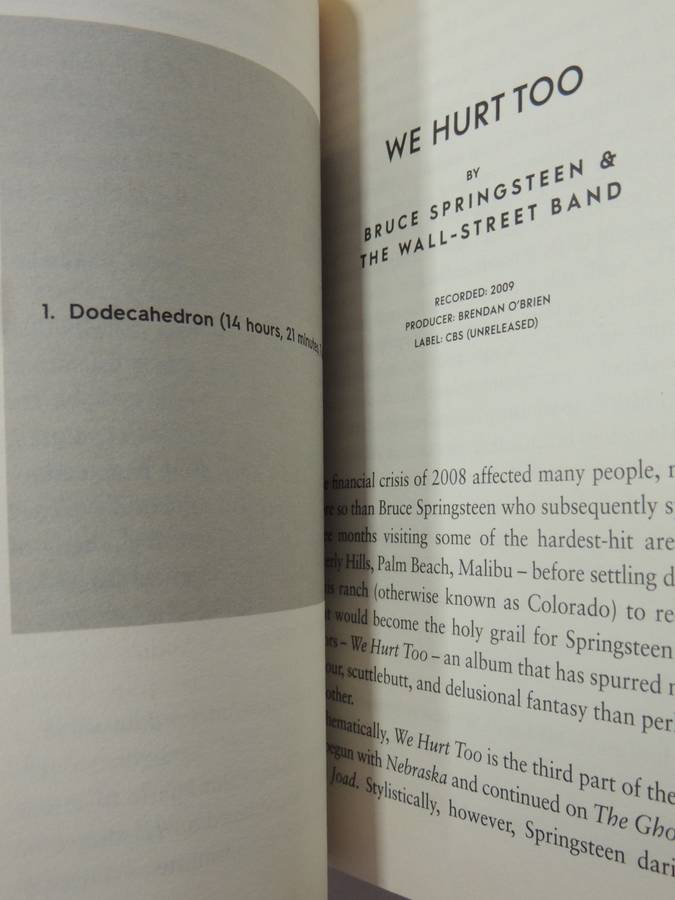 1. Dodecahedron (14 hours, 21 minutes,
WE HURT TOO
BY
BRUCE SPRINGSTEEN &
THE WALL-STREET BAND
RECORDED: 2009
PRODUCER: BRENDAN O'BRIEN
LABEL: CBS (UNRELEASED)
financial crisis of 2008 affected many people,
so than Bruce Springsteen who subsequently
months visiting some of the hardest-hit
Hills, Palm Beach, Malibu – before settling
ranch (otherwise known as Colorado) to
would become the holy grail for Springsteen
– We Hurt Too – an album that has spurred
scuttlebutt, and delusional fantasy than
other.
We Hurt Too is the third part of the
with Nebraska and continued on The
Joad. Stylistically, however, Springsteen